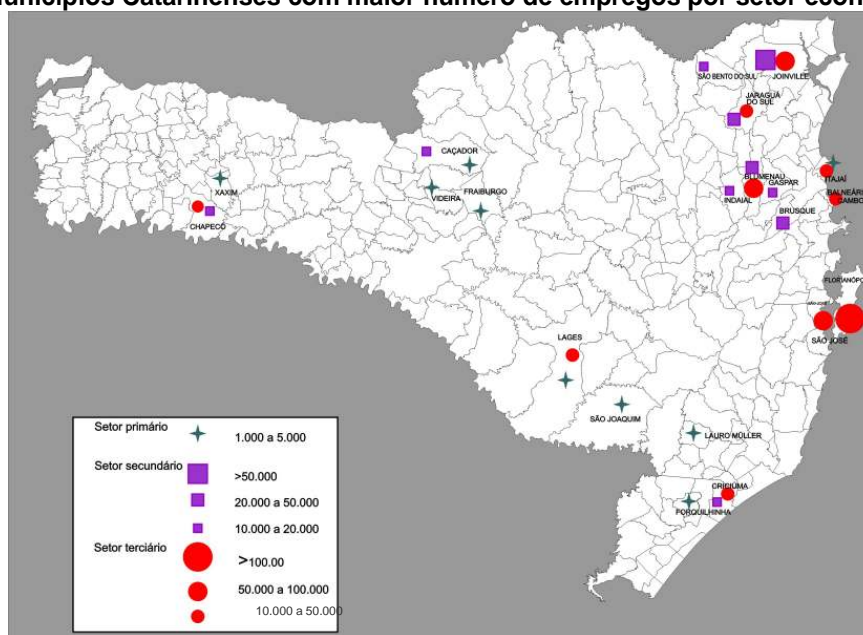 unicípios Catarinenses com maior número de empregos por setor econ
SÃO BENTO DO SUL
JOINVILLE
JARAGUÁ
DO SUL
CAÇADOR
XAXIM
VIDEIRA
FRAIBURGO
BLUMENAU
GASPAR
INDAIAL
ITAJAÍ
BALNEÁRI
CAMBO
BRUSQUE
CHAPECÓ
FLORIANÓPO
SÃO JOSÉ
LAGES
SÃO JOAQUIM
LAURO MÜLLER
CRICIÚMA
FORQUILHINHA
Setor primário
1.000 a 5.000
Setor secundário
>50.000
20.000 a 50.000
10.000 a 20.000
Setor terciário
>100.00
50.000 a 100.000
10.000 a 50.000